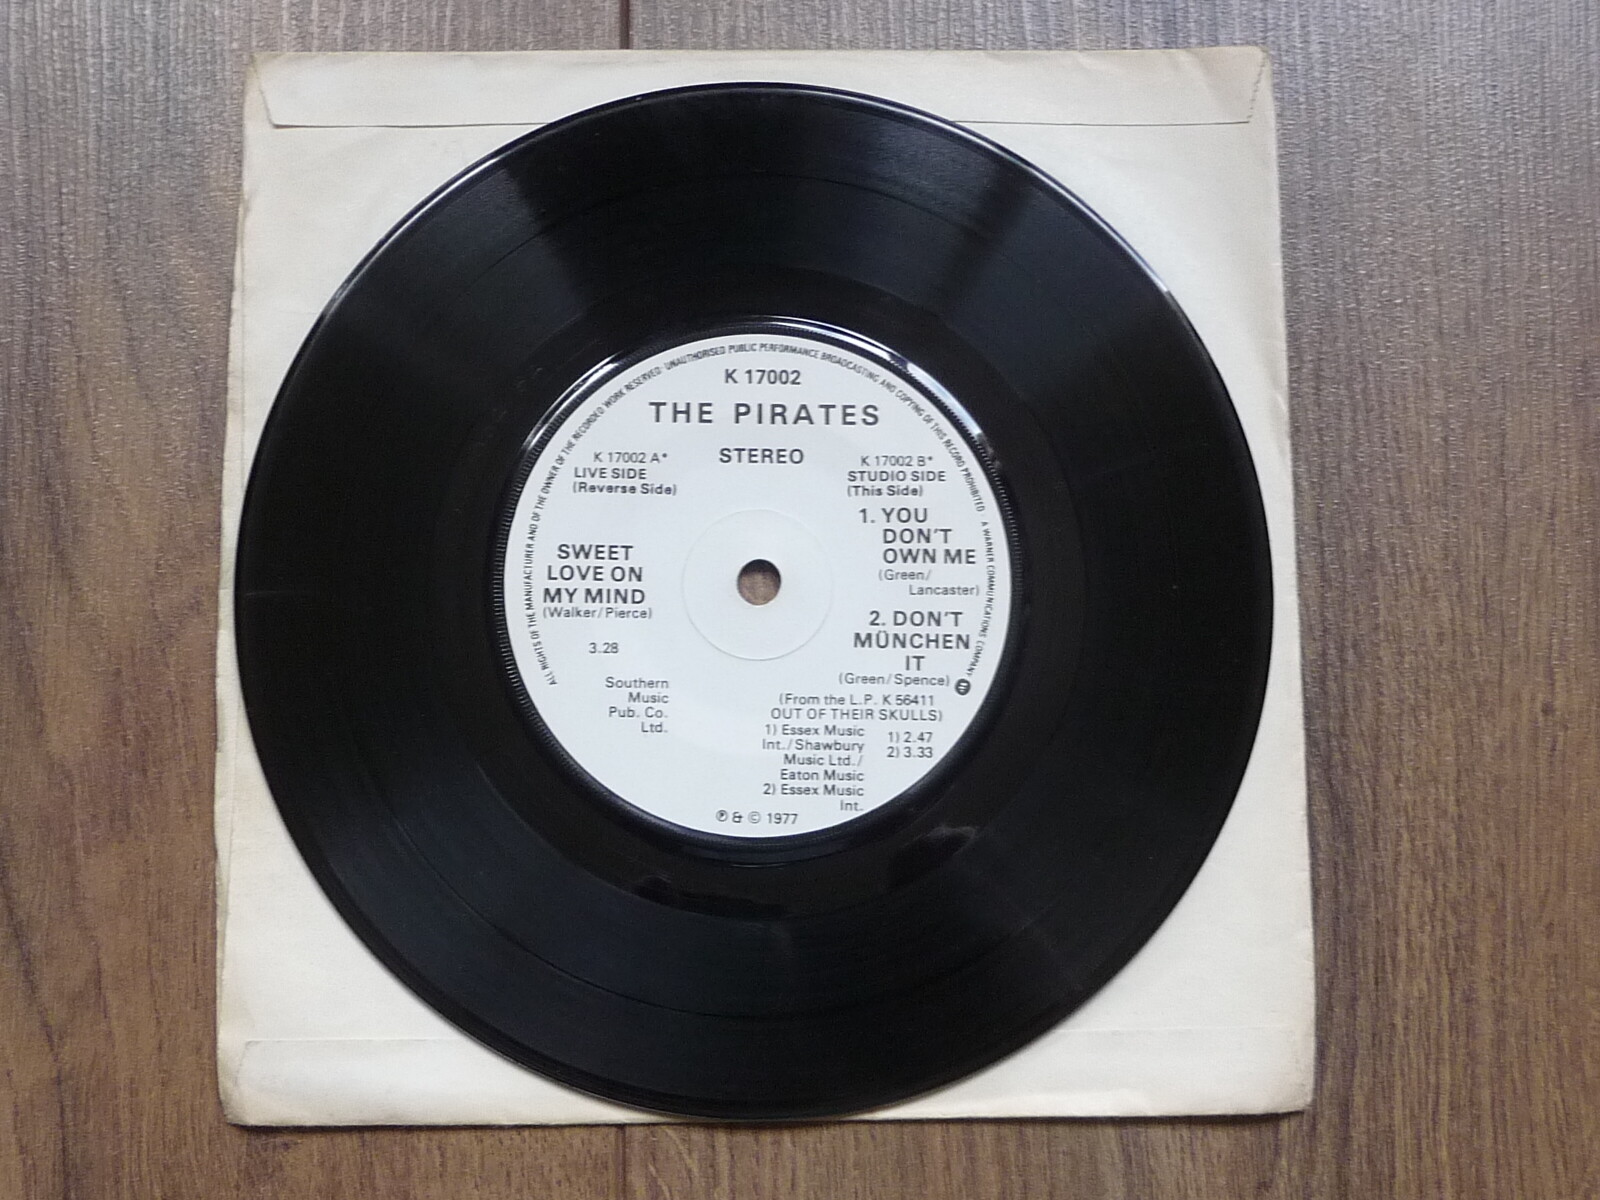 ALL RIGHTS OF THE MANUFACTURER AND OF THE OWNER OF THE RECORDED WORK RESERVED · UNAUTHORISED PUBLIC PERFORMANCE BROADCASTING AND COPYING OF THIS RECORD PROHIBITED · A WARNER COMMUNICATIONS COMPANY
K 17002
THE PIRATES
STEREO
K 17002 A*
LIVE SIDE
(Reverse Side)
SWEET
LOVE ON
MY MIND
(Walker/Pierce)
3.28
Southern
Music
Pub. Co.
Ltd.
K 17002 B*
STUDIO SIDE
(This Side)
1. YOU
DON'T
OWN ME
(Green/
Lancaster)
2. DON'T
MÜNCHEN
IT
(Green/Spence)
(From the L.P. K 56411
OUT OF THEIR SKULLS)
1) Essex Music
Int./Shawbury
Music Ltd./
Eaton Music
2) Essex Music
Int.
1) 2.47
2) 3.33
℗ & © 1977